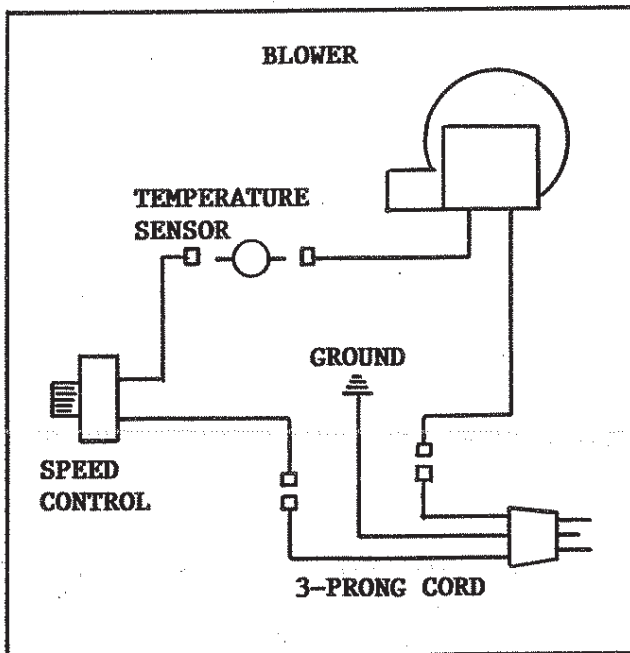 BLOWER
TEMPERATURE
SENSOR
GROUND
SPEED
CONTROL
3-PRONG CORD